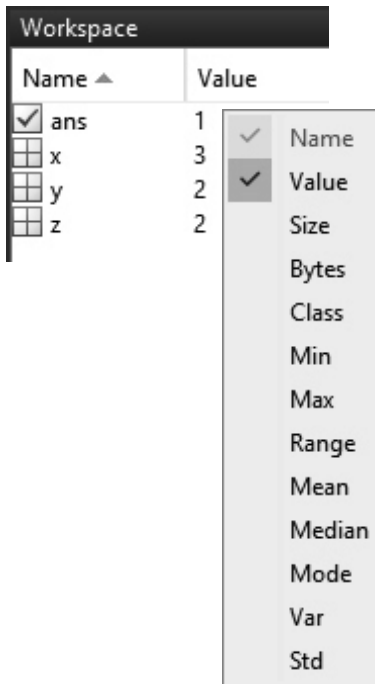 Workspace
Name Value
ans 1
x 3
y 2
z 2
Name
Value
Size
Bytes
Class
Min
Max
Range
Mean
Median
Mode
Var
Std